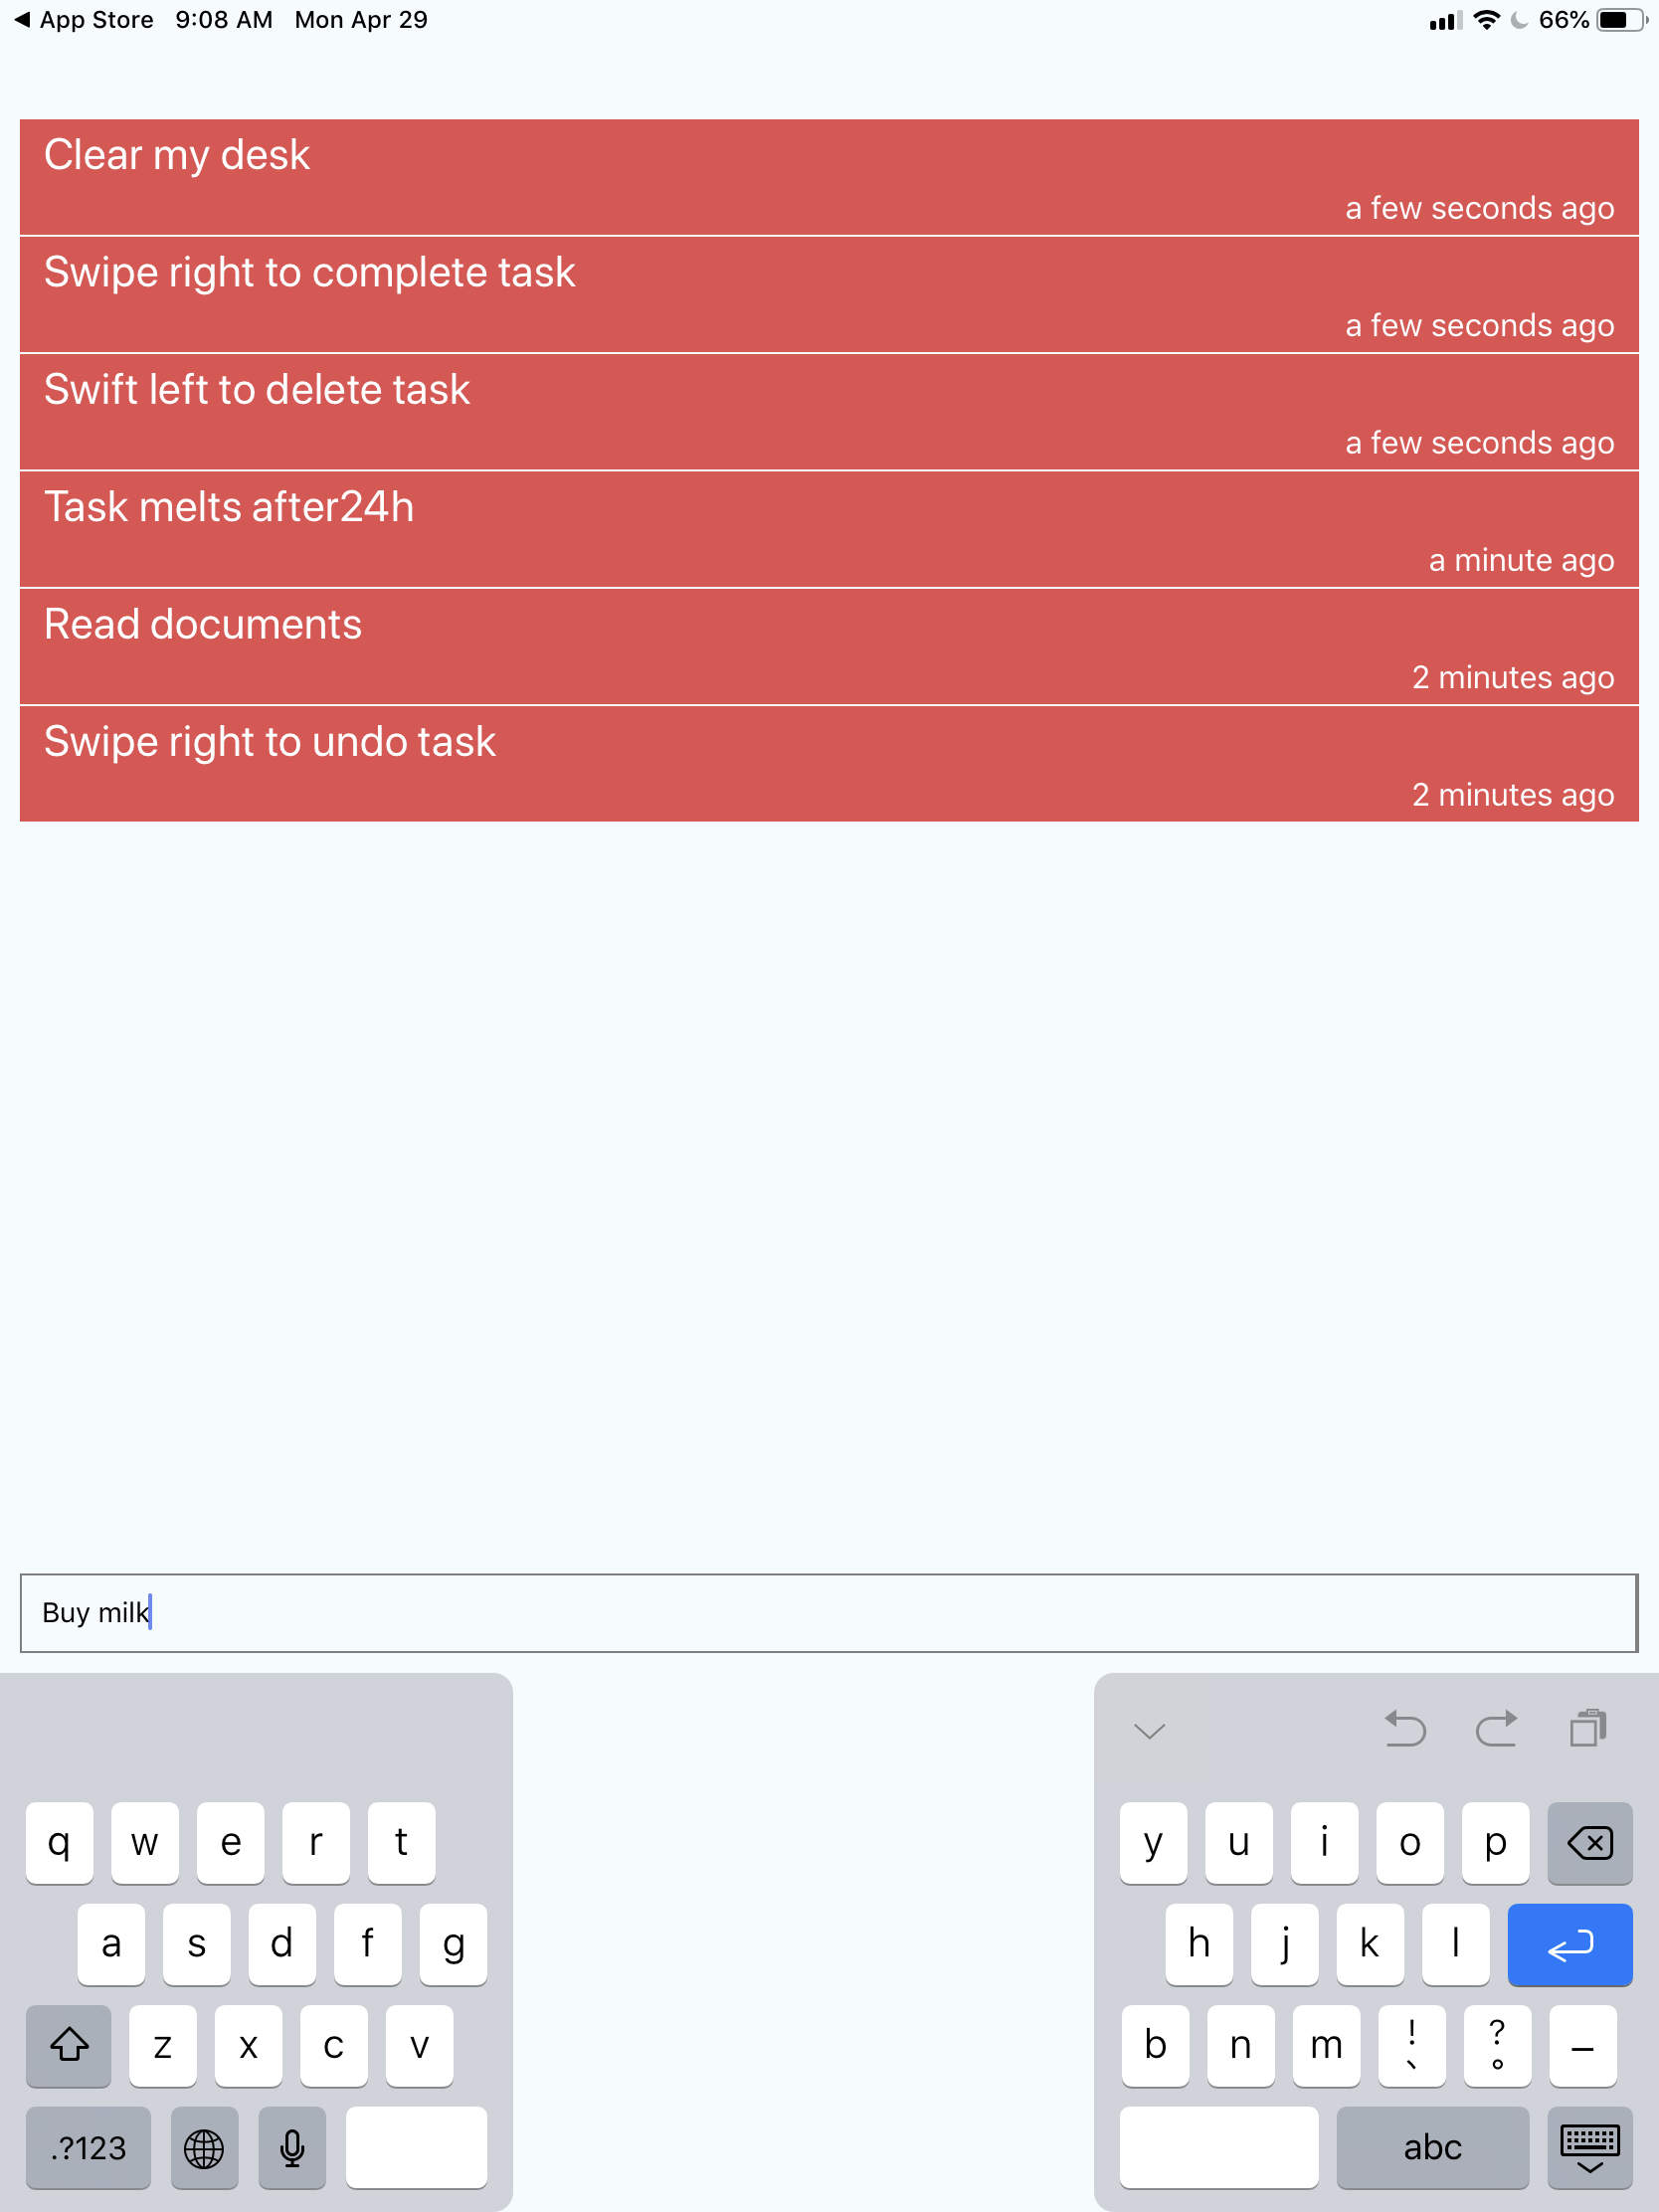 App Store 9:08 AM Mon Apr 29 66%
Clear my desk
a few seconds ago
Swipe right to complete task
a few seconds ago
Swift left to delete task
a few seconds ago
Task melts after24h
a minute ago
Read documents
2 minutes ago
Swipe right to undo task
2 minutes ago
Buy milk
q w e r t y u i o p
a s d f g h j k l
z x c v b n m ! 、 ? 。 _
.?123 abc